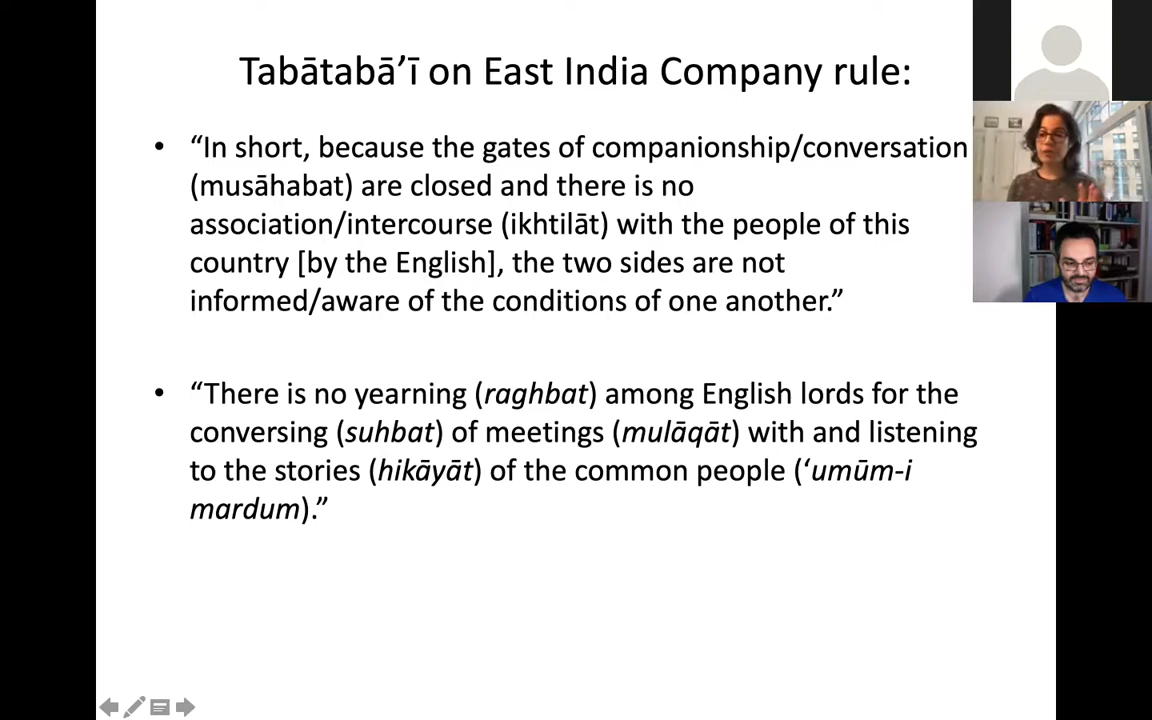 Tabātabā’ī on East India Company rule:
• “In short, because the gates of companionship/conversation
(musāhabat) are closed and there is no
association/intercourse (ikhtilāt) with the people of this
country [by the English], the two sides are not
informed/aware of the conditions of one another.”
• “There is no yearning (raghbat) among English lords for the
conversing (suhbat) of meetings (mulāqāt) with and listening
to the stories (hikāyāt) of the common people (‘umūm-i
mardum).”